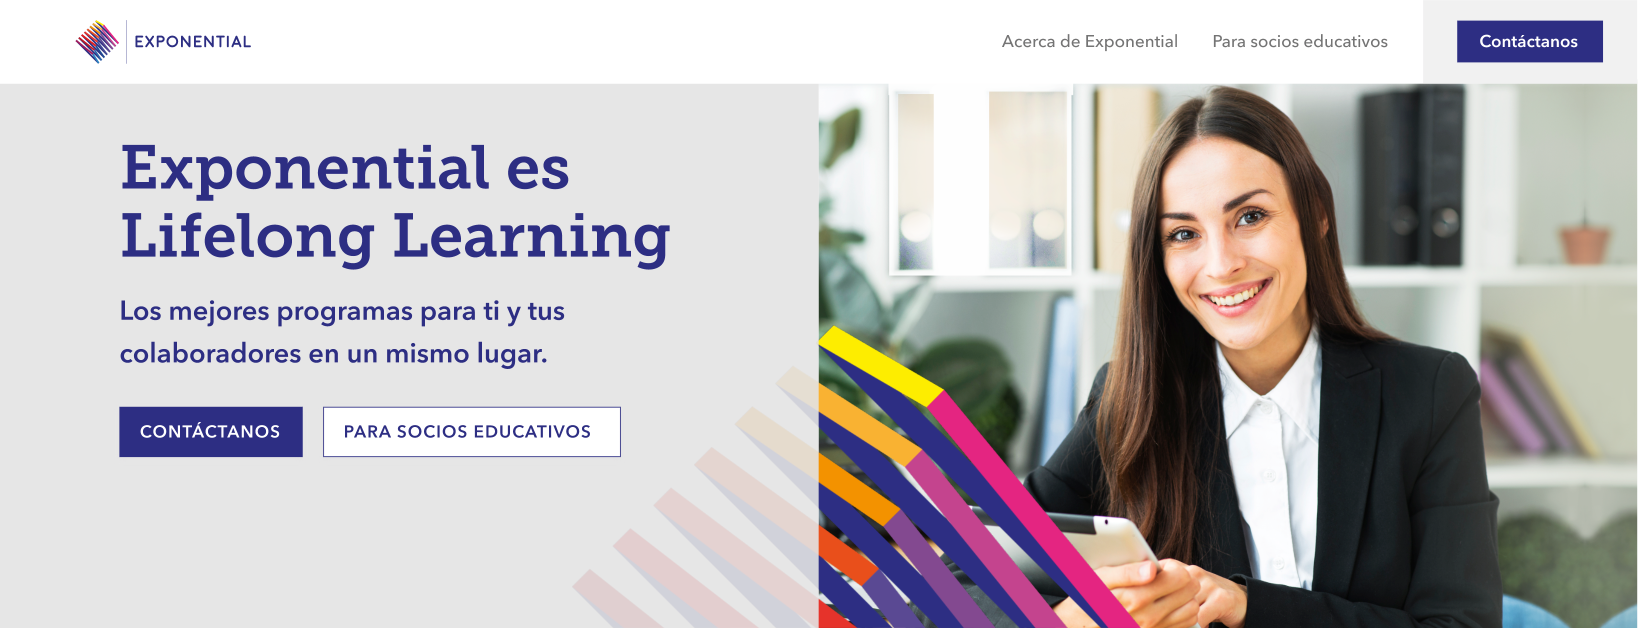 EXPONENTIAL
Acerca de Exponential
Para socios educativos
Contáctanos
Exponential es
Lifelong Learning
Los mejores programas para ti y tus
colaboradores en un mismo lugar.
CONTÁCTANOS
PARA SOCIOS EDUCATIVOS